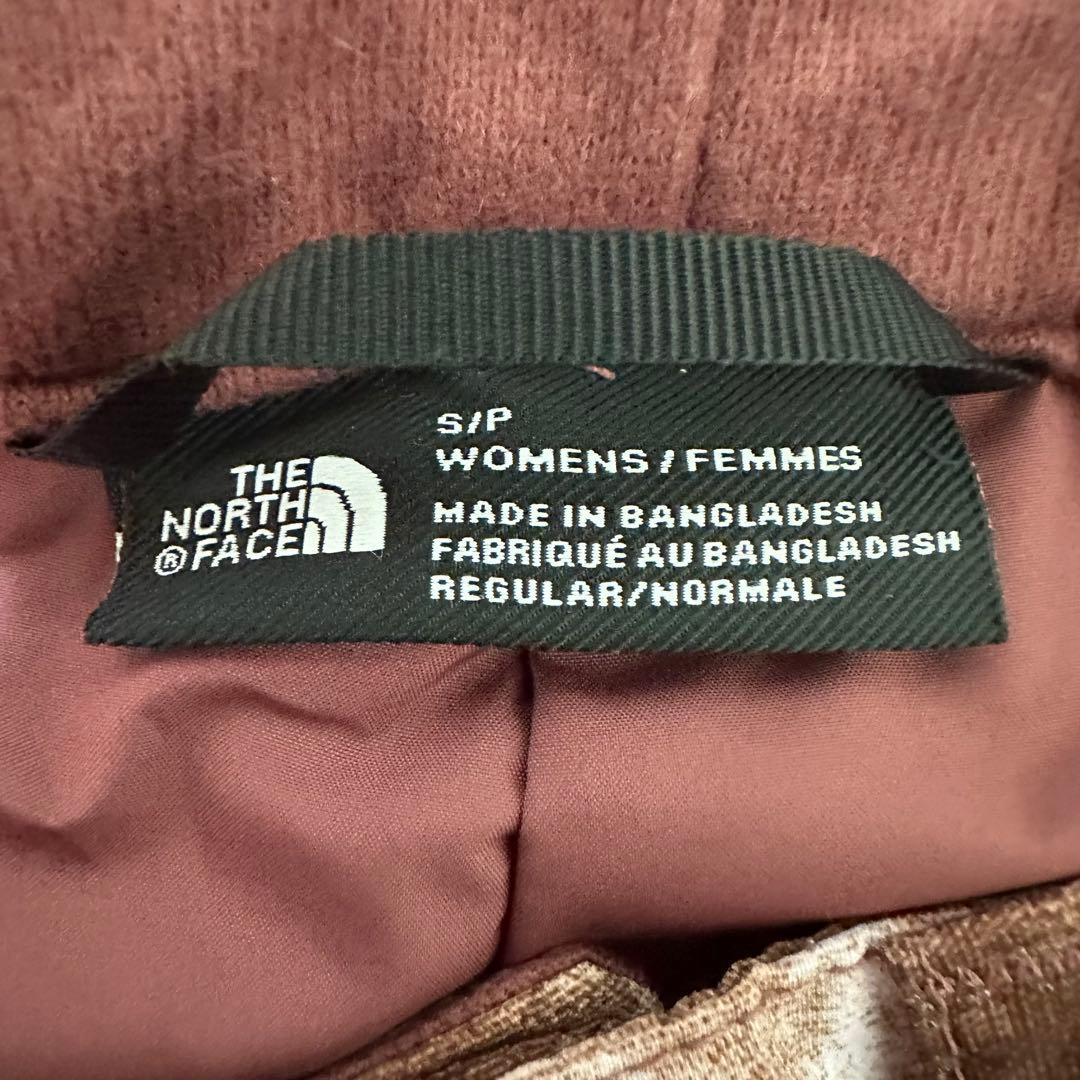 THE
NORTH
® FACE
S/P
WOMENS / FEMMES
MADE IN BANGLADESH
FABRIQUÉ AU BANGLADESH
REGULAR/NORMALE